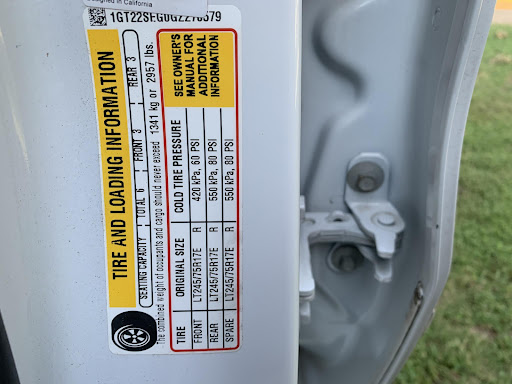 Designed in California
TIRE AND LOADING INFORMATION
SEATING CAPACITY TOTAL 6 FRONT 3 REAR 3
The combined weight of occupants and cargo should never exceed 1341 kg or 2957 lbs.
TIRE ORIGINAL SIZE COLD TIRE PRESSURE
FRONT LT245/75R17E R 420 kPa, 60 PSI
REAR LT245/75R17E R 550 kPa, 80 PSI
SPARE LT245/75R17E R 550 kPa, 80 PSI
SEE OWNER'S
MANUAL FOR
ADDITIONAL
INFORMATION